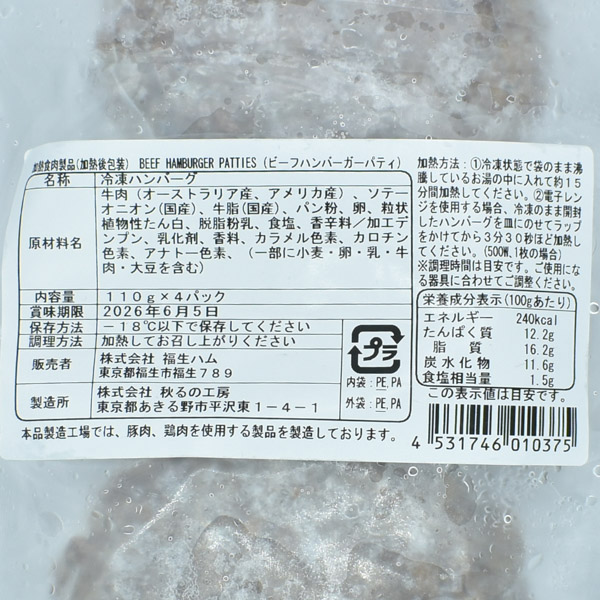 加熱食肉製品(加熱後包装) BEEF HAMBURGER PATTIES (ビーフハンバーガーパティ)
名称 冷凍ハンバーグ
原材料名 牛肉(オーストラリア産、アメリカ産)、ソテー
オニオン(国産)、牛脂(国産)、パン粉、卵、粒状
植物性たん白、脱脂粉乳、食塩、香辛料/加工デ
ンプン、乳化剤、香料、カラメル色素、カロチン
色素、アナトー色素、(一部に小麦・卵・乳・牛
肉・大豆を含む)
内容量 110g×4パック
賞味期限 2026年6月5日
保存方法 −18℃以下で保存してください
調理方法 加熱してお召し上がりください
販売者 株式会社 福生ハム
東京都福生市福生789
製造所 株式会社 秋るの工房
東京都あきる野市平沢東1−4−1
プラ
内袋:PE,PA
外袋:PE,PA
本品製造工場では、豚肉、鶏肉を使用する製品を製造しております。
加熱方法:①冷凍状態で袋のまま沸
騰しているお湯の中に入れて約15
分間加熱してください。②電子レン
ジを使用する場合、冷凍のまま開封
したハンバーグを皿にのせてラップ
をかけてから3分30秒ほど加熱し
てください。(500W、1枚の場合)
※調理時間は目安です。ご使用にな
る器具に合わせてご調整ください。
栄養成分表示(100gあたり)
エネルギー 240kcal
たんぱく質 12.2g
脂質 16.2g
炭水化物 11.6g
食塩相当量 1.5g
この表示値は目安です。
4 531746 010375